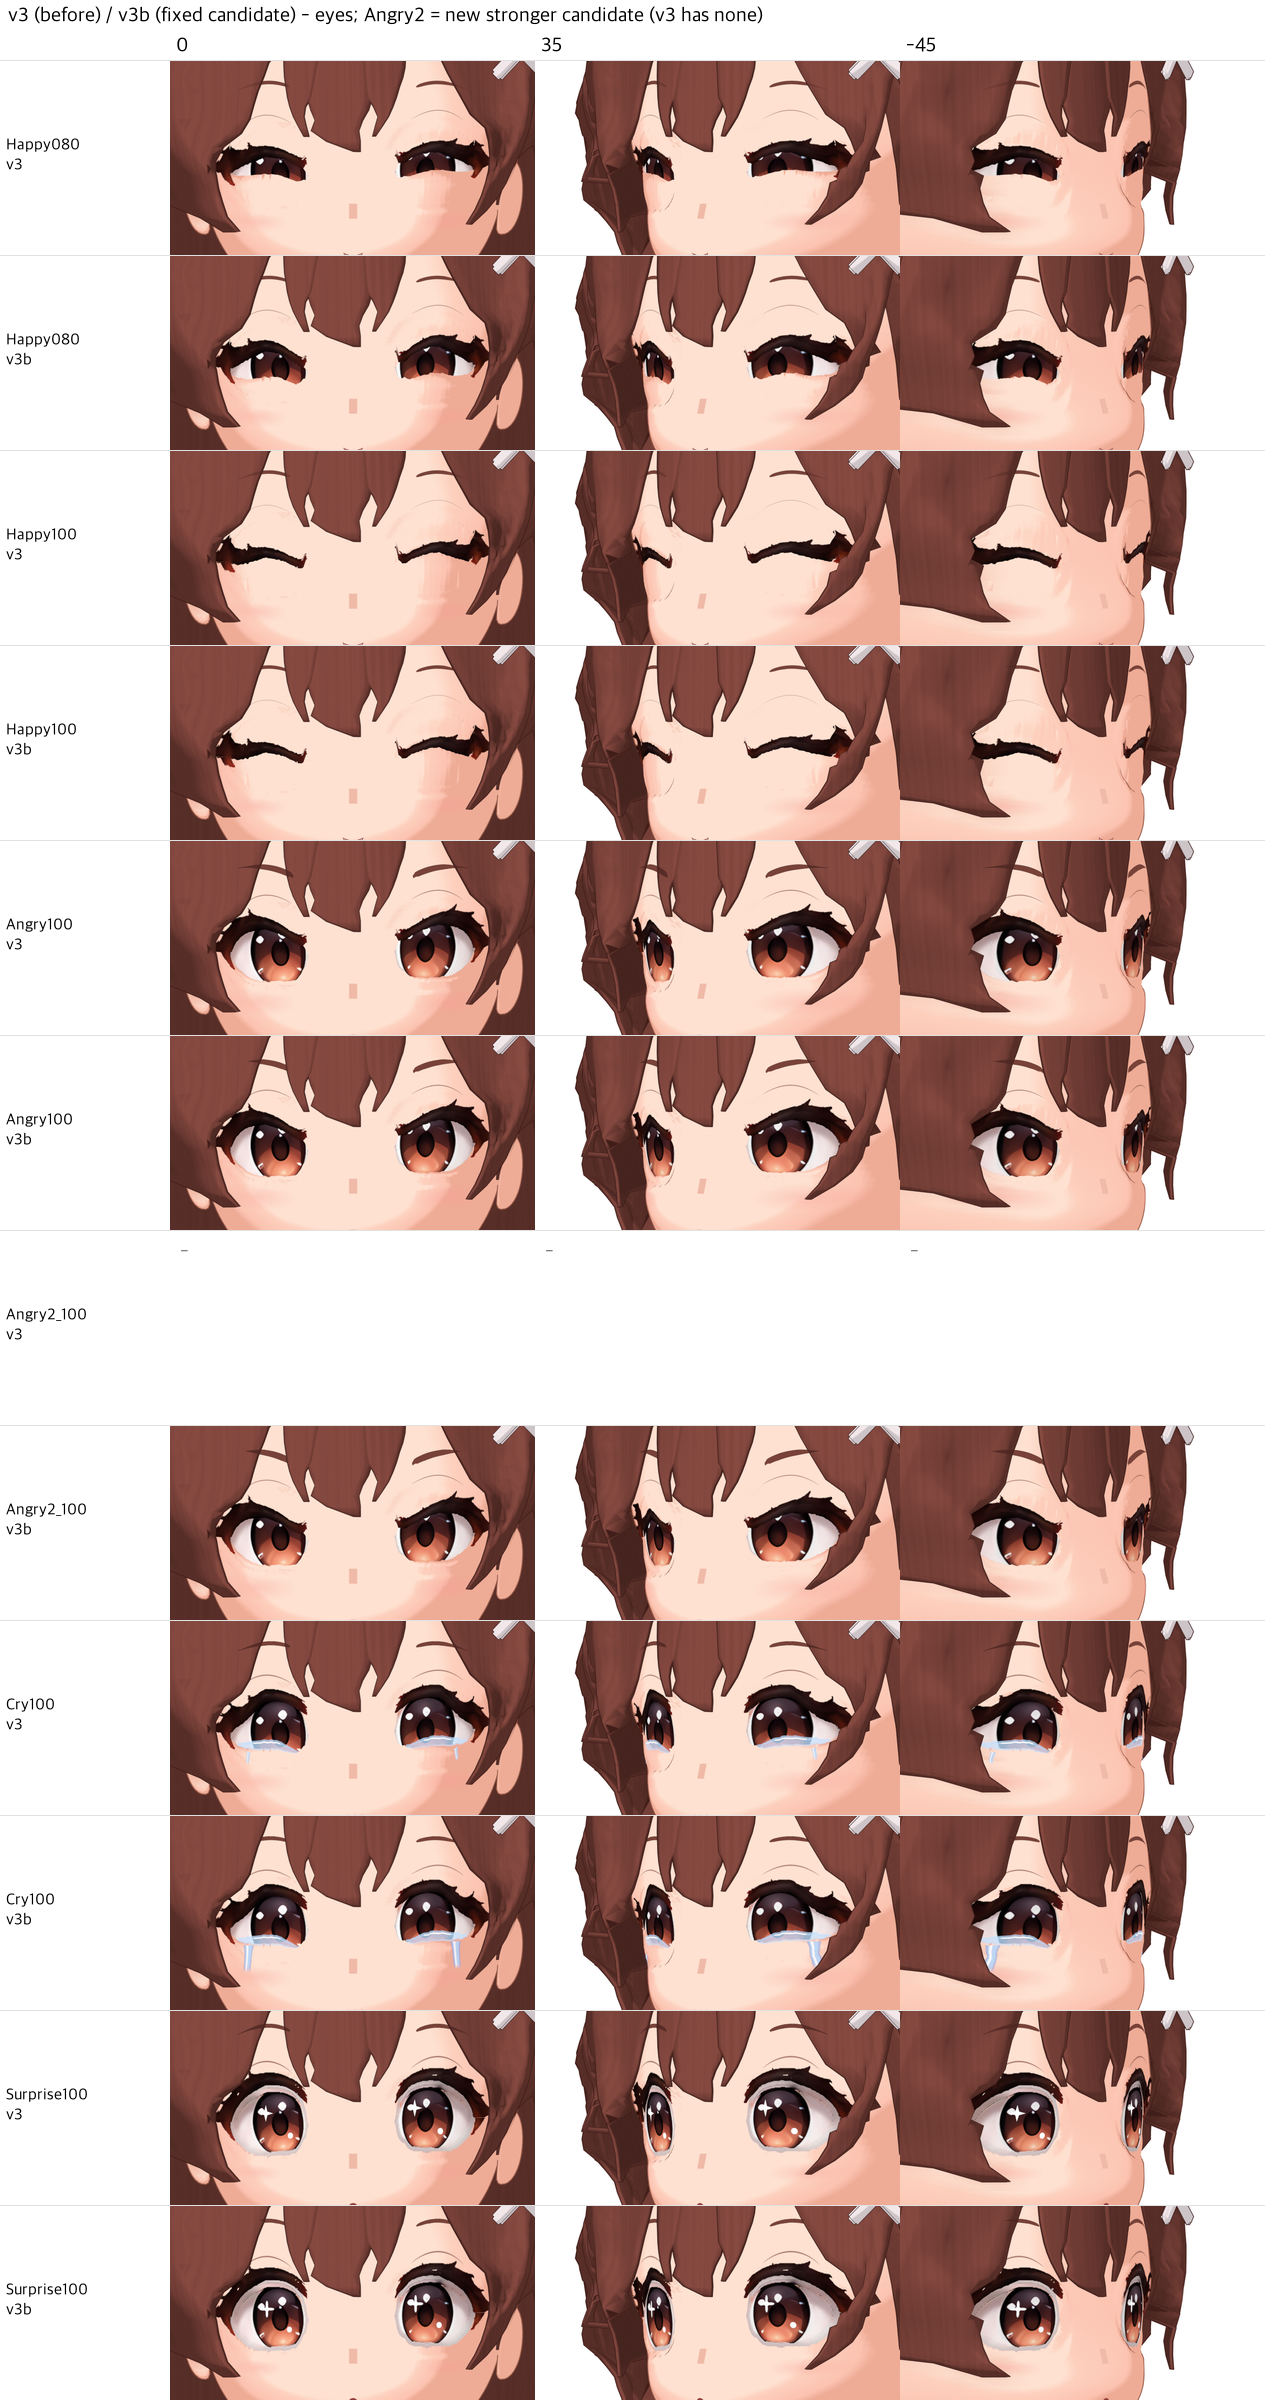 v3 (before) / v3b (fixed candidate) - eyes; Angry2 = new stronger candidate (v3 has none)
0 35 -45
Happy080
v3
Happy080
v3b
Happy100
v3
Happy100
v3b
Angry100
v3
Angry100
v3b
- - -
Angry2_100
v3
Angry2_100
v3b
Cry100
v3
Cry100
v3b
Surprise100
v3
Surprise100
v3b